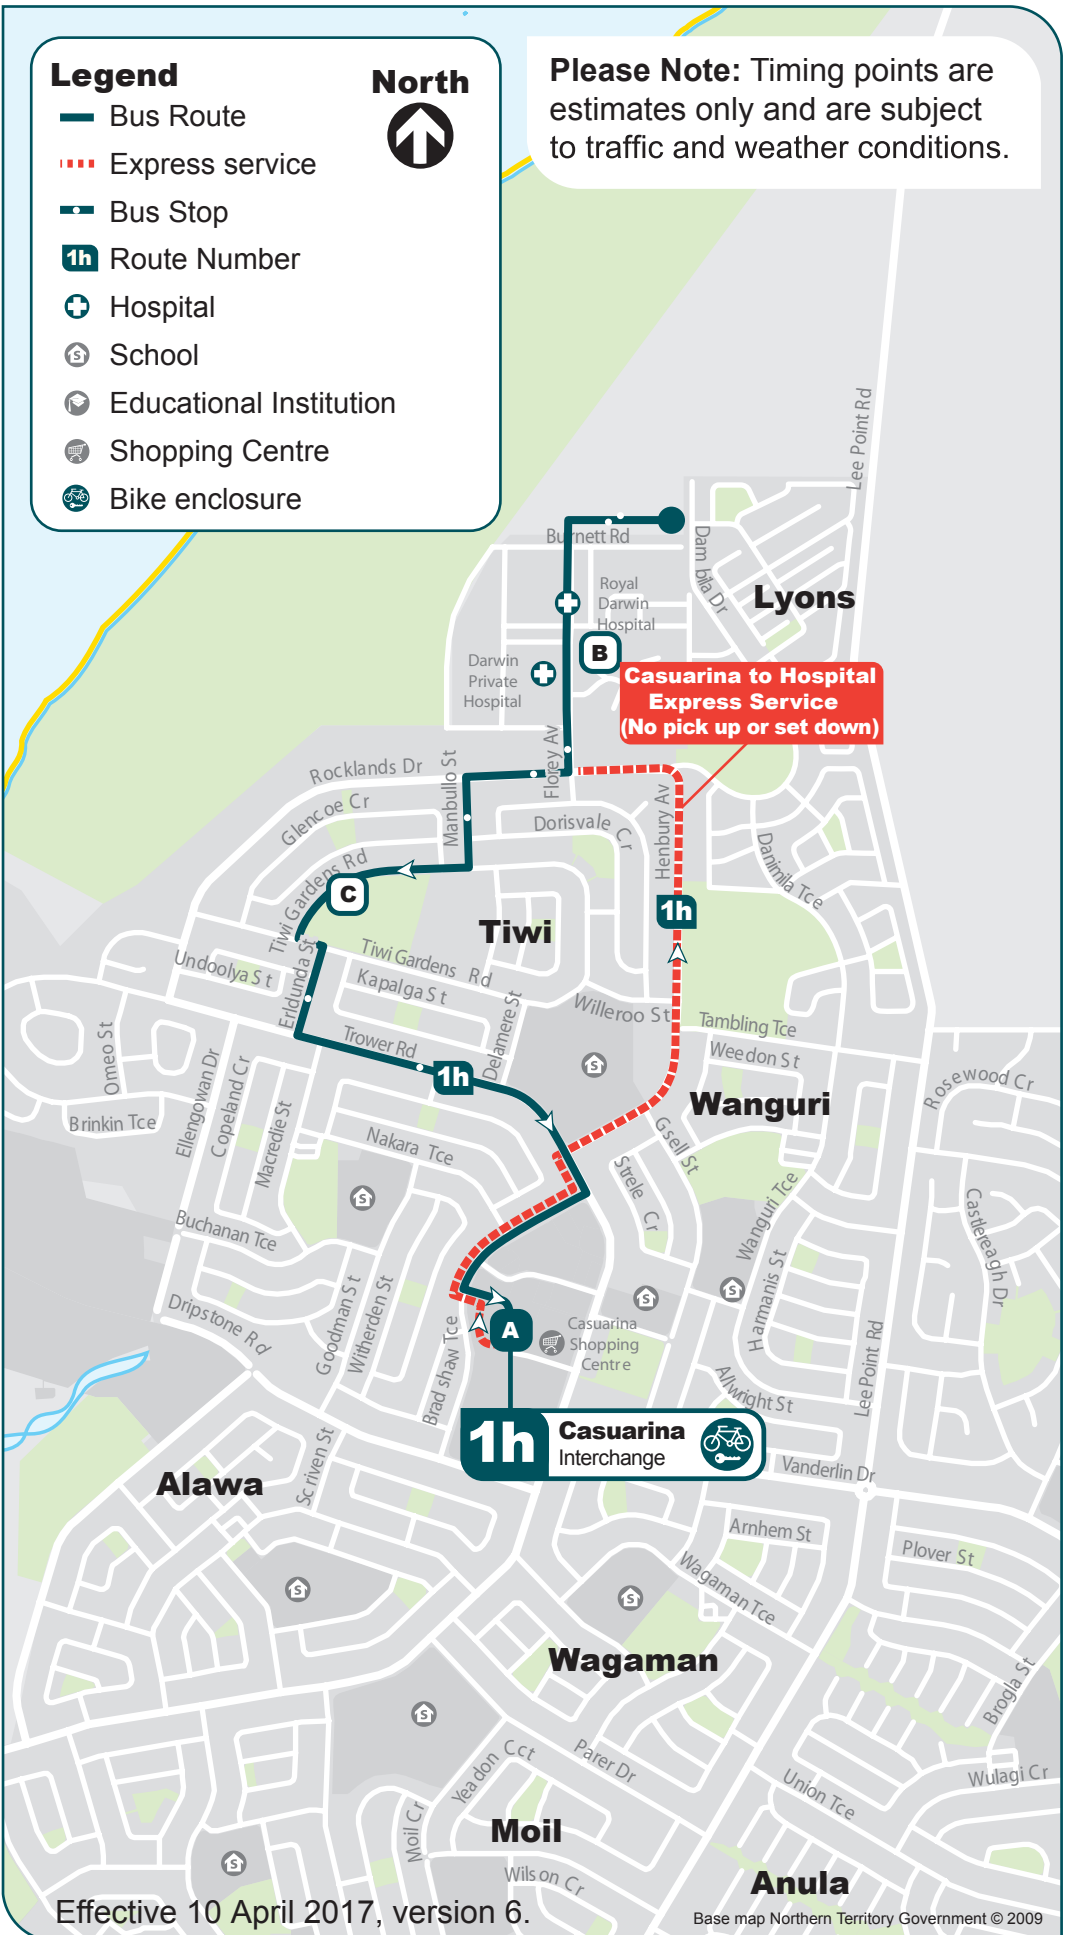 Legend
North
Bus Route
Express service
Bus Stop
1h Route Number
Hospital
S School
Educational Institution
Shopping Centre
Bike enclosure
Please Note: Timing points are
estimates only and are subject
to traffic and weather conditions.
Lee Point Rd
Burnett Rd
Dambila Dr
Lyons
Royal
Darwin
Hospital
B
Darwin
Private
Hospital
Casuarina to Hospital
Express Service
(No pick up or set down)
Florey Av
Rocklands Dr
Manbullo St
Glencoe Cr
Dorisvale Cr
Henbury Av
Danimila Tce
Tiwi Gardens Rd
C
1h
Tiwi
Undoolya St
Erldunda St
Tiwi Gardens Rd
Kapalga St
Willeroo St
Delamere St
Tambling Tce
Weedon St
Omeo St
Trower Rd
1h
S
Wanguri
Rosewood Cr
Ellengowan Dr
Copeland Cr
Macredie St
Brinkin Tce
Nakara Tce
Gsell St
Strele Cr
Wanguri Tce
Castlereagh Dr
S
Buchanan Tce
Harmanis St
S
S
Dripstone Rd
Goodman St
Witherden St
Bradshaw Tce
A
Casuarina
Shopping
Centre
Lee Point Rd
Allwright St
1h
Casuarina
Interchange
Scriven St
Vanderlin Dr
Alawa
Arnhem St
Plover St
Wagaman Tce
S
S
Wagaman
Brogla St
S
Yeadon Cct
Parer Dr
Union Tce
Wulagi Cr
Moil Cr
Moil
S
Wilson Cr
Anula
Effective 10 April 2017, version 6.
Base map Northern Territory Government © 2009